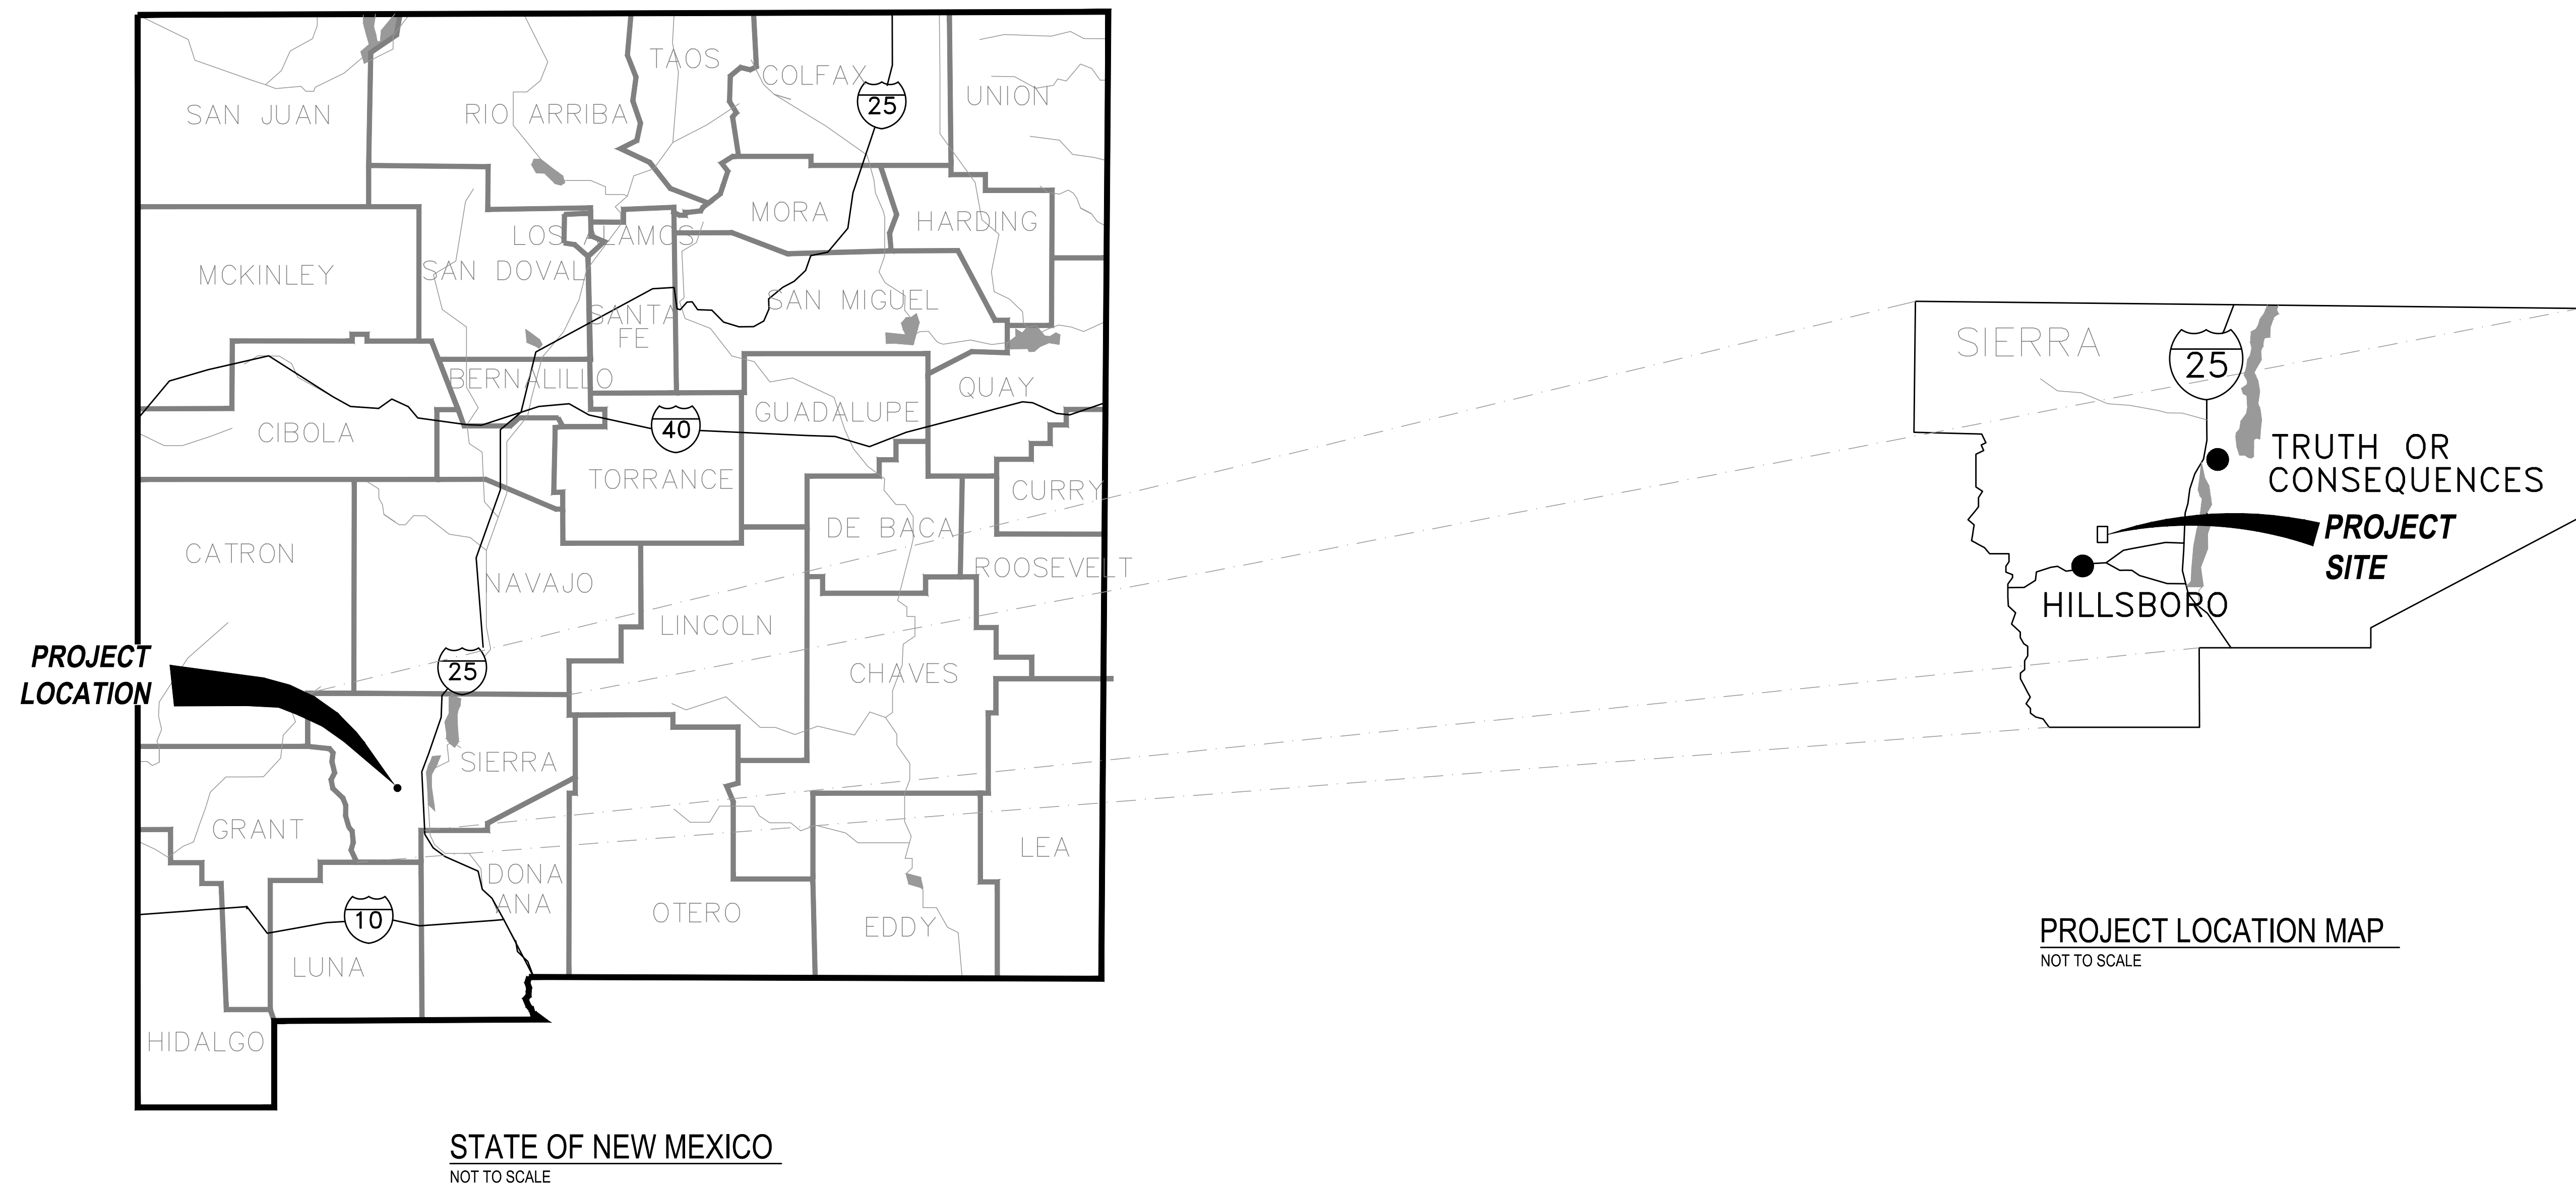 TAOS
COLFAX
25
UNION
SAN JUAN
RIO ARRIBA
MORA
HARDING
LOS ALAMOS
MCKINLEY
SAN DOVAL
SAN MIGUEL
SANTA
FE
BERNALILLO
QUAY
GUADALUPE
CIBOLA
40
TORRANCE
CURRY
DE BACA
CATRON
NAVAJO
ROOSEVELT
LINCOLN
PROJECT
LOCATION
25
CHAVES
SIERRA
GRANT
LEA
DONA
ANA
OTERO
10
EDDY
LUNA
HIDALGO
STATE OF NEW MEXICO
NOT TO SCALE
SIERRA
25
TRUTH OR
CONSEQUENCES
PROJECT
SITE
HILLSBORO
PROJECT LOCATION MAP
NOT TO SCALE